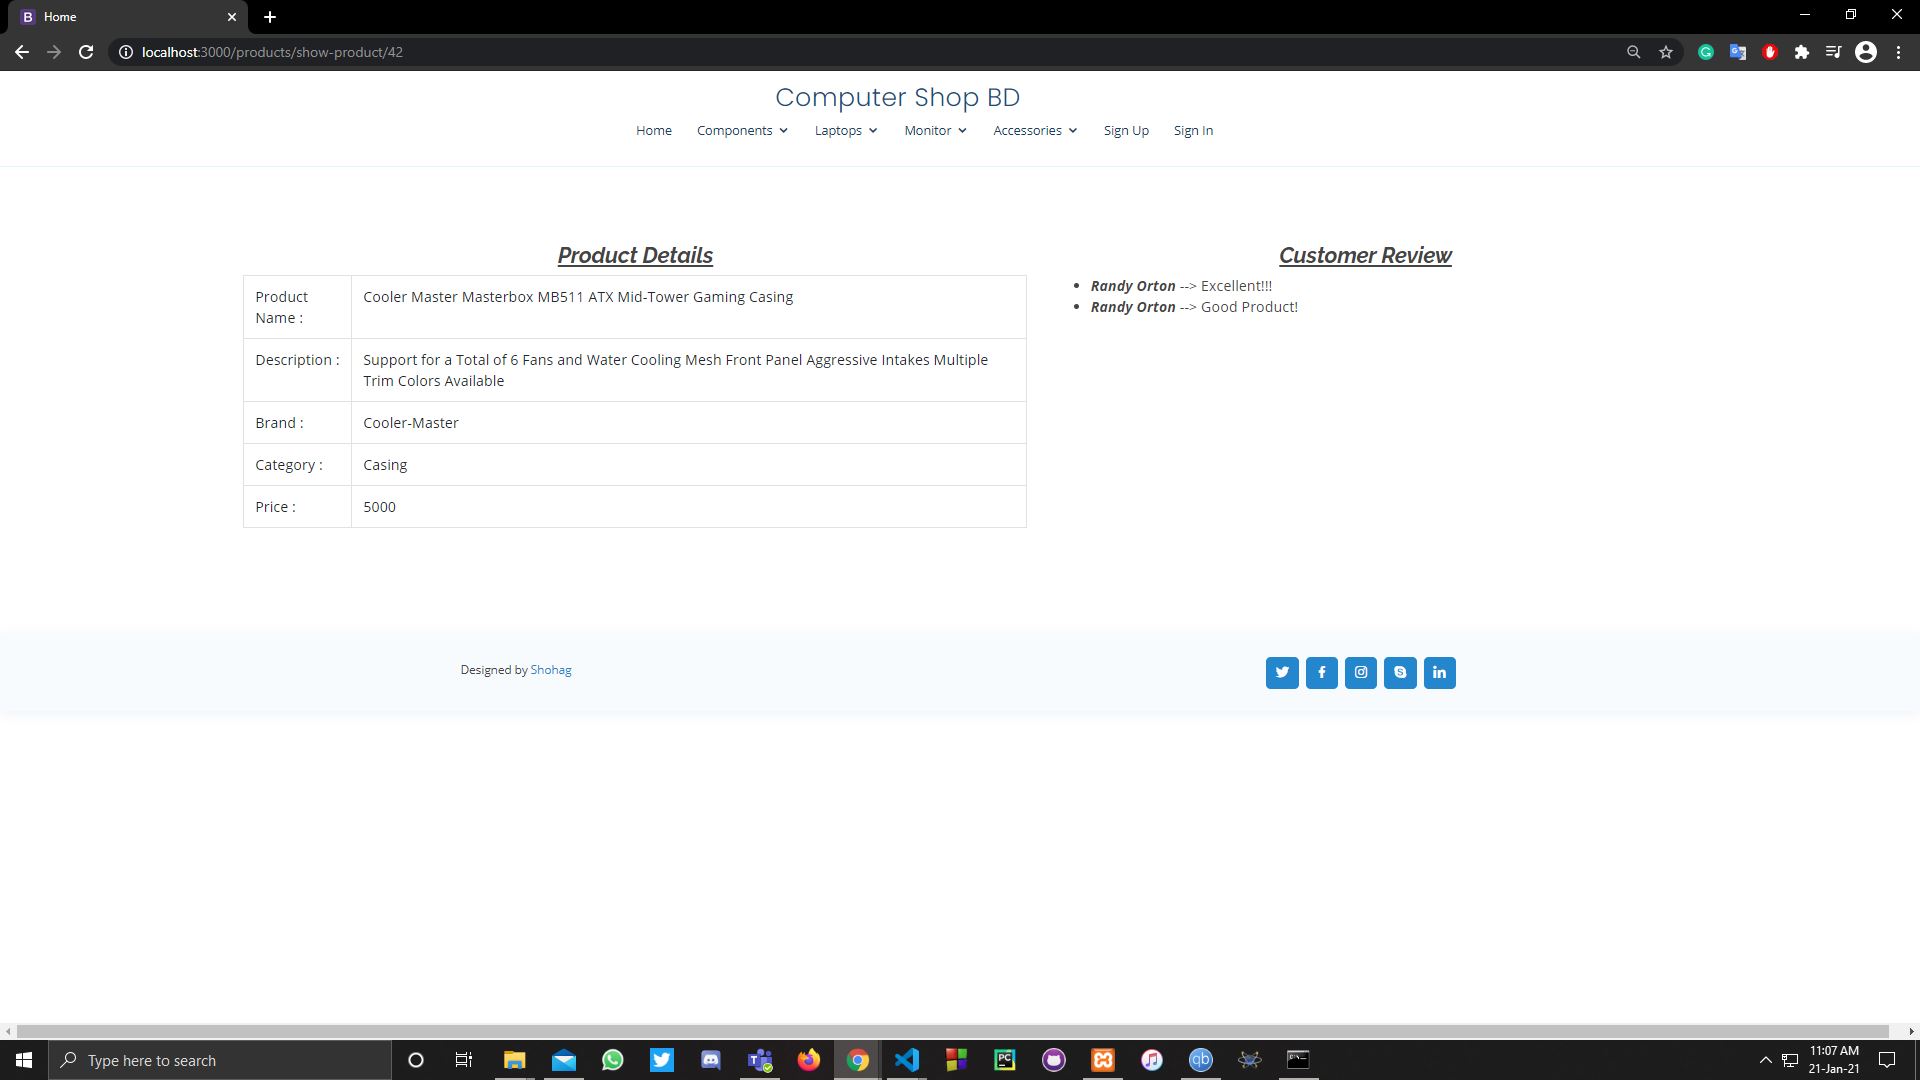 Home
localhost:3000/products/show-product/42
Computer Shop BD
Home Components Laptops Monitor Accessories Sign Up Sign In
Product Details
Product Name :
Cooler Master Masterbox MB511 ATX Mid-Tower Gaming Casing
Description :
Support for a Total of 6 Fans and Water Cooling Mesh Front Panel Aggressive Intakes Multiple
Trim Colors Available
Brand :
Cooler-Master
Category :
Casing
Price :
5000
Customer Review
Randy Orton --> Excellent!!!
Randy Orton --> Good Product!
Designed by Shohag
Type here to search
11:07 AM
21-Jan-21